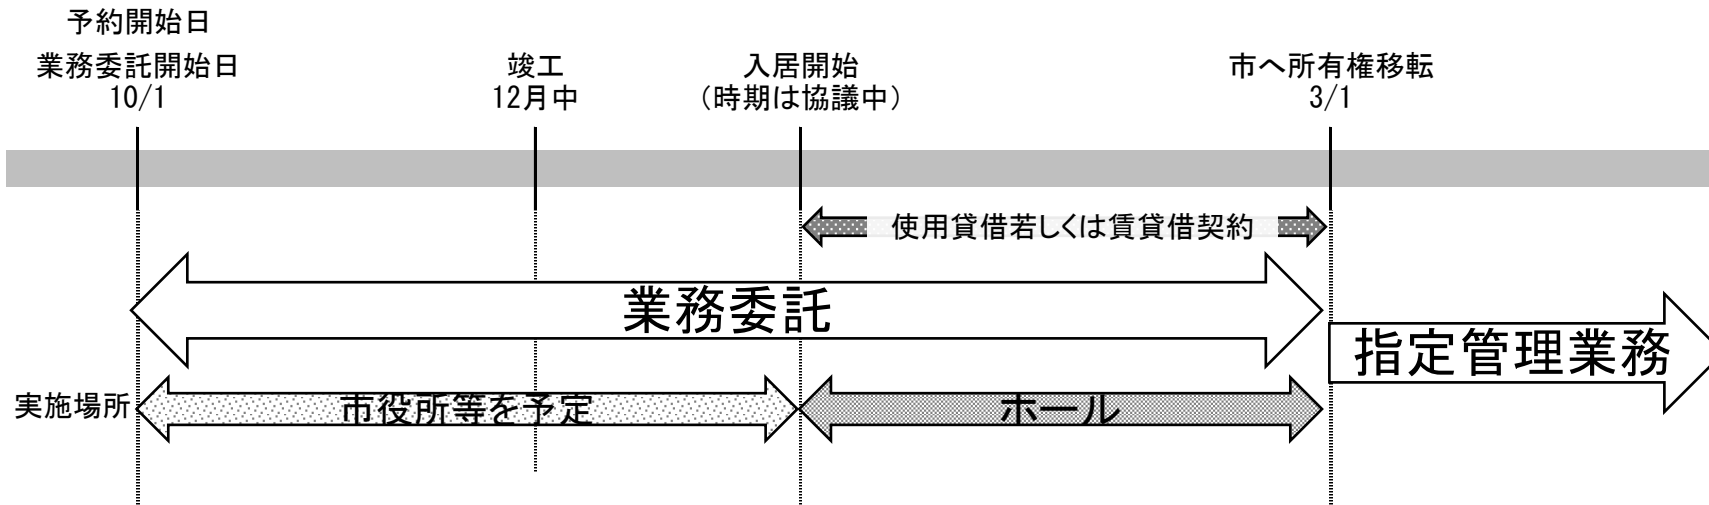 予約開始日
業務委託開始日
10/1
竣工
12月中
入居開始
（時期は協議中）
市へ所有権移転
3/1
使用貸借若しくは賃貸借契約
業務委託
指定管理業務
実施場所
市役所等を予定
ホール